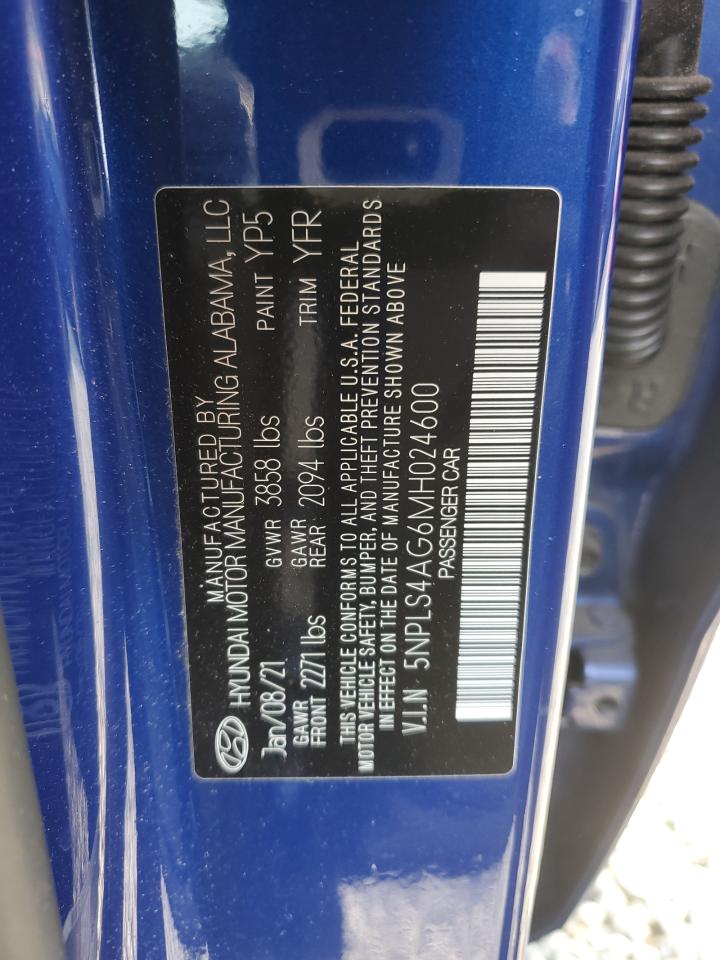 MANUFACTURED BY
HYUNDAI MOTOR MANUFACTURING ALABAMA, LLC
Jan/08/21 GVWR 3858 lbs PAINT YP5
GAWR FRONT 2271 lbs GAWR REAR 2094 lbs TRIM YFR
THIS VEHICLE CONFORMS TO ALL APPLICABLE U.S.A. FEDERAL
MOTOR VEHICLE SAFETY, BUMPER, AND THEFT PREVENTION STANDARDS
IN EFFECT ON THE DATE OF MANUFACTURE SHOWN ABOVE
V.I.N 5NPLS4AG6MH024600
PASSENGER CAR